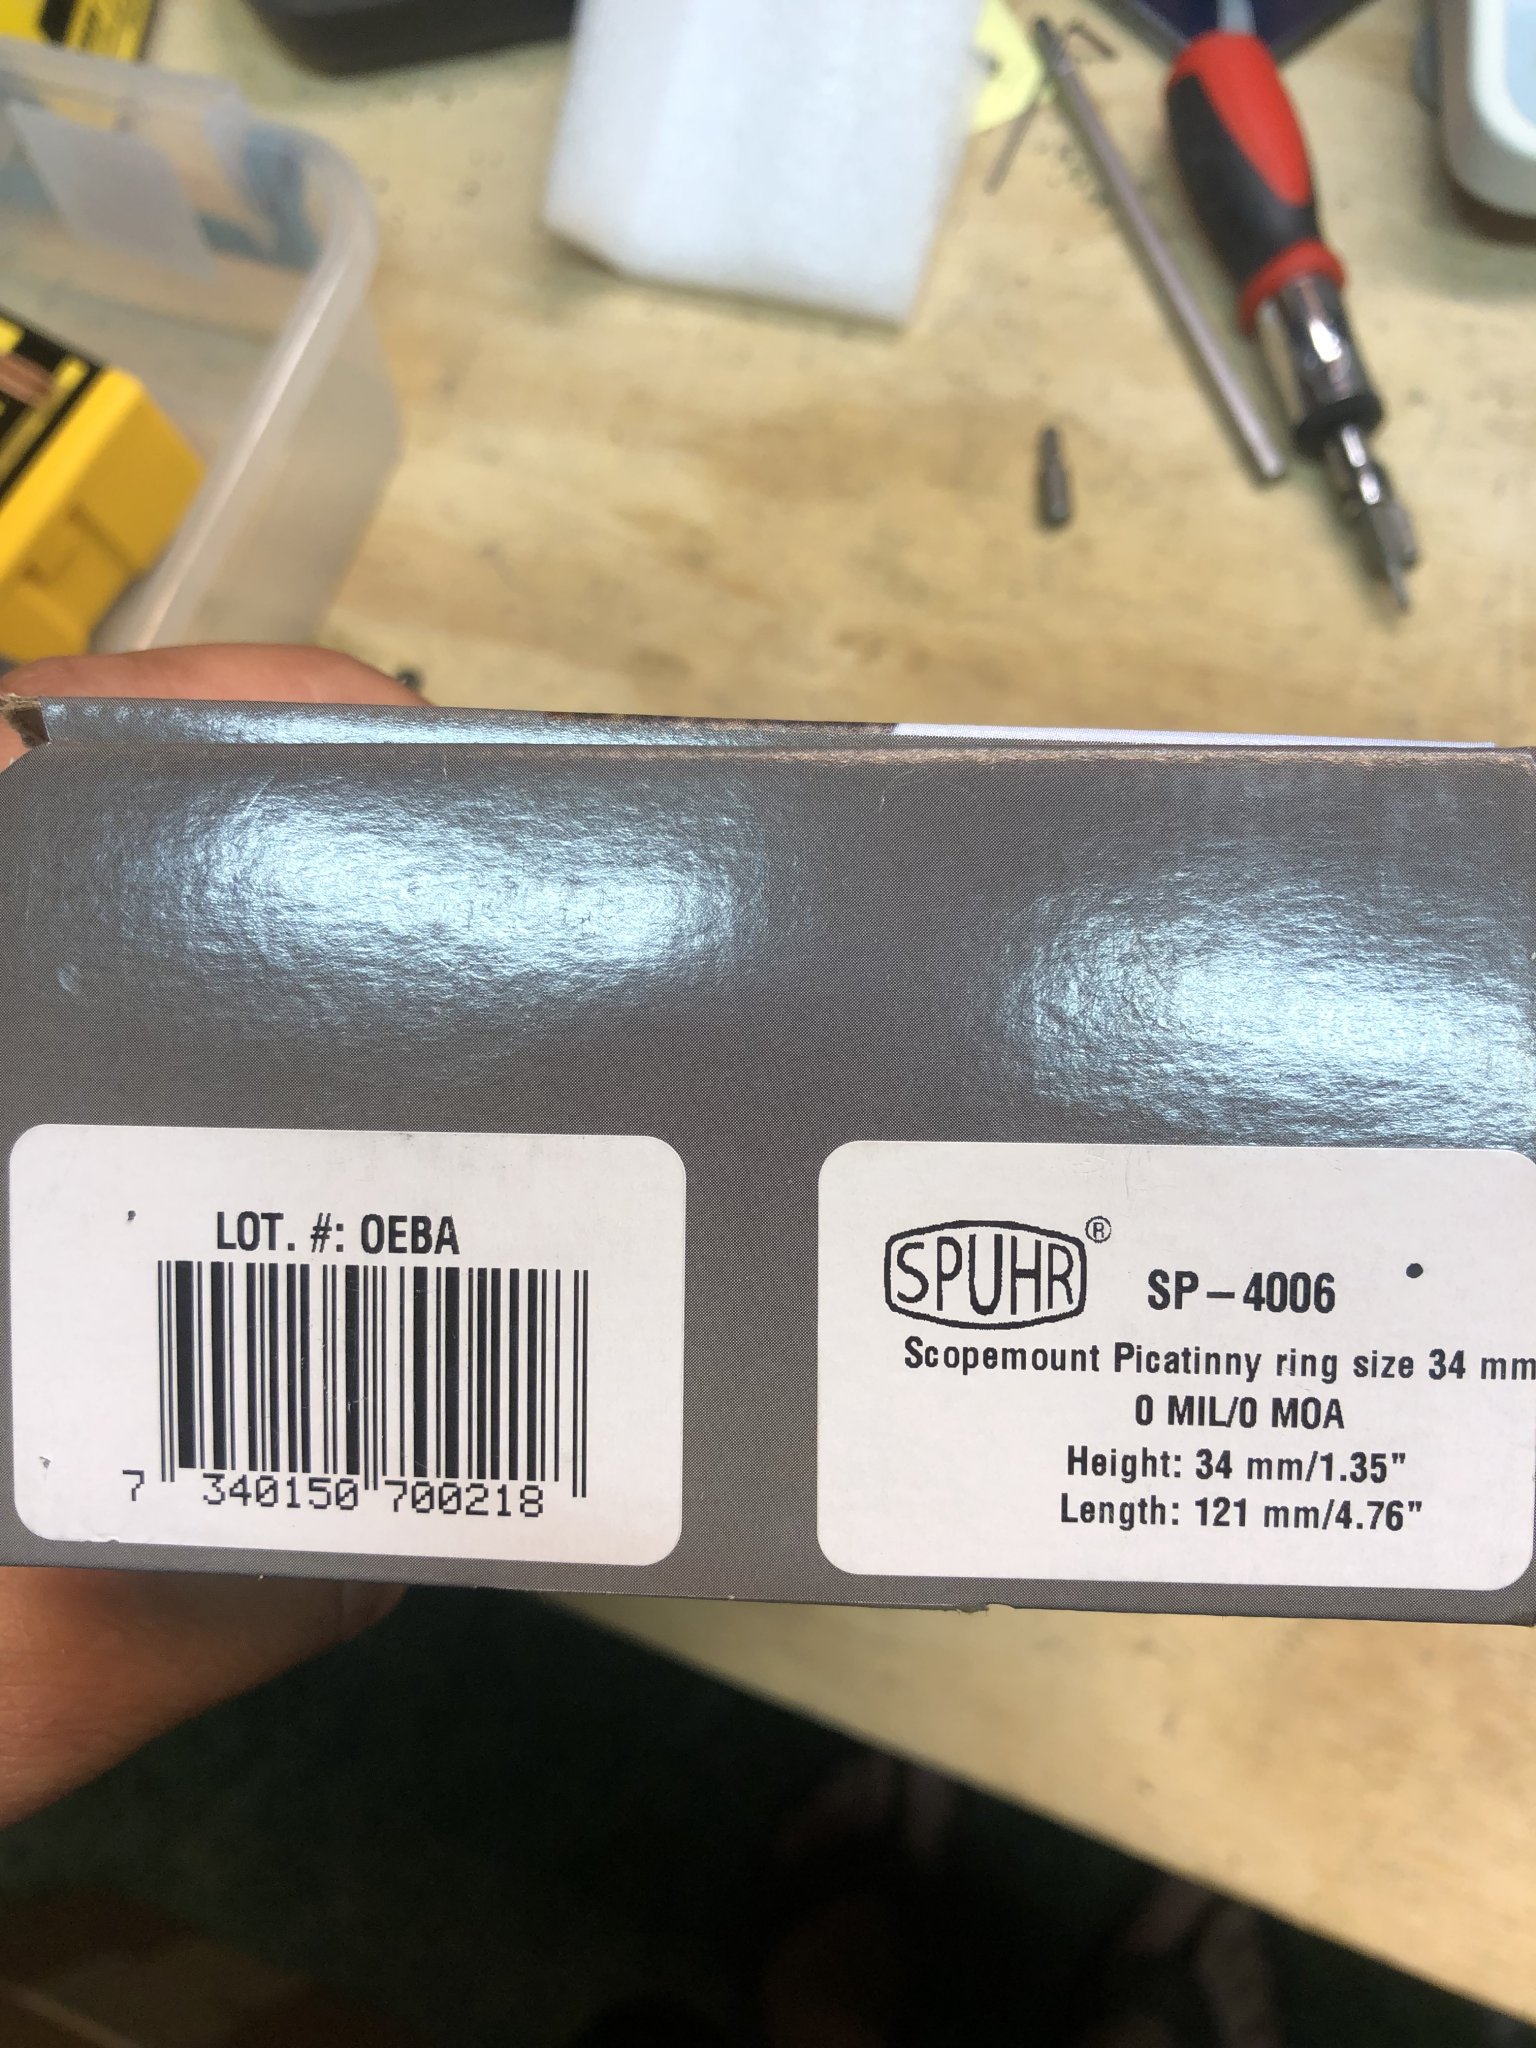 LOT. #: OEBA
7 340150 700218
SPUHR®
SP-4006
Scopemount Picatinny ring size 34 mm
0 MIL/0 MOA
Height: 34 mm/1.35"
Length: 121 mm/4.76"